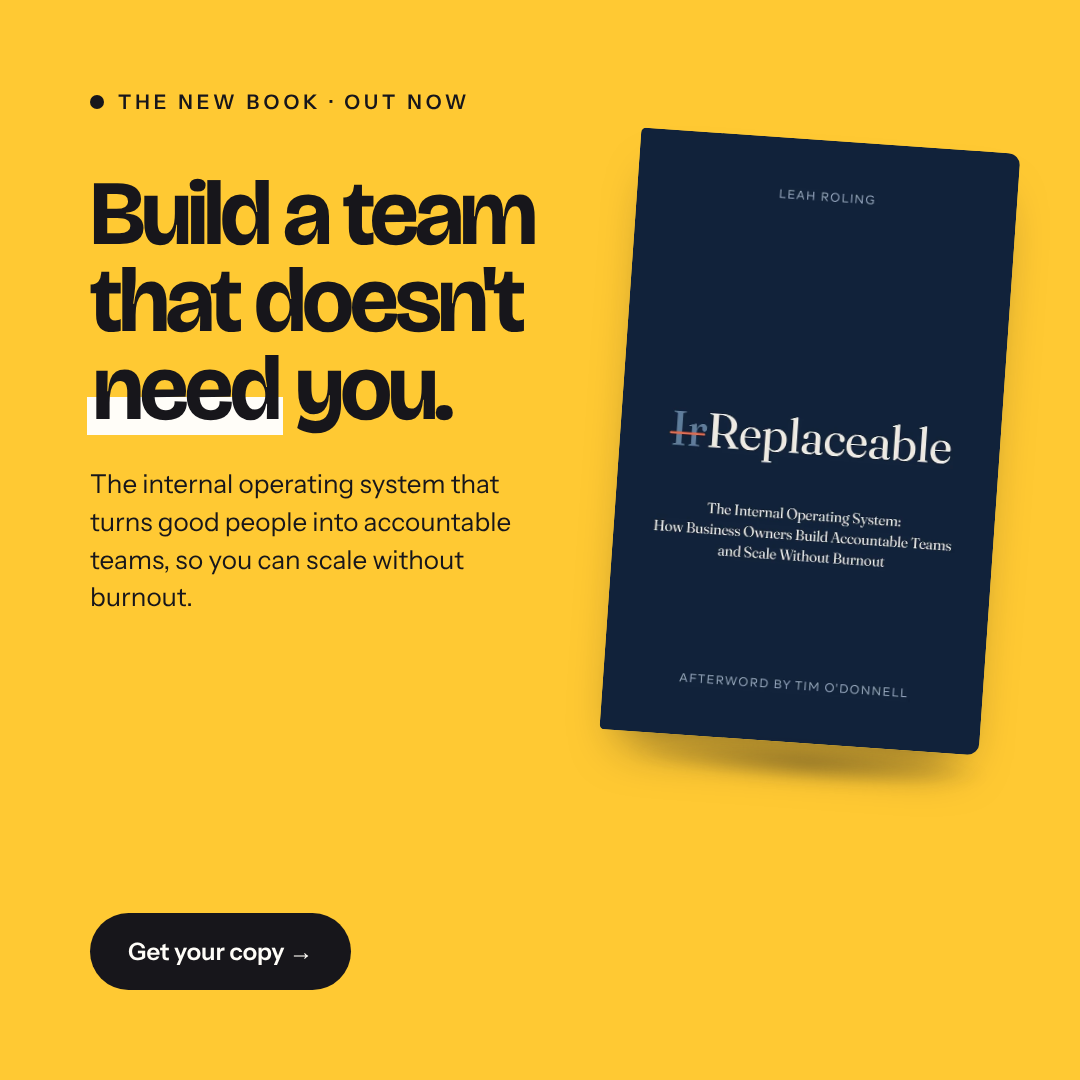 THE NEW BOOK · OUT NOW
Build a team
that doesn't
need you.
The internal operating system that
turns good people into accountable
teams, so you can scale without
burnout.
Get your copy →
LEAH ROLING
IrReplaceable
The Internal Operating System:
How Business Owners Build Accountable Teams
and Scale Without Burnout
AFTERWORD BY TIM O'DONNELL